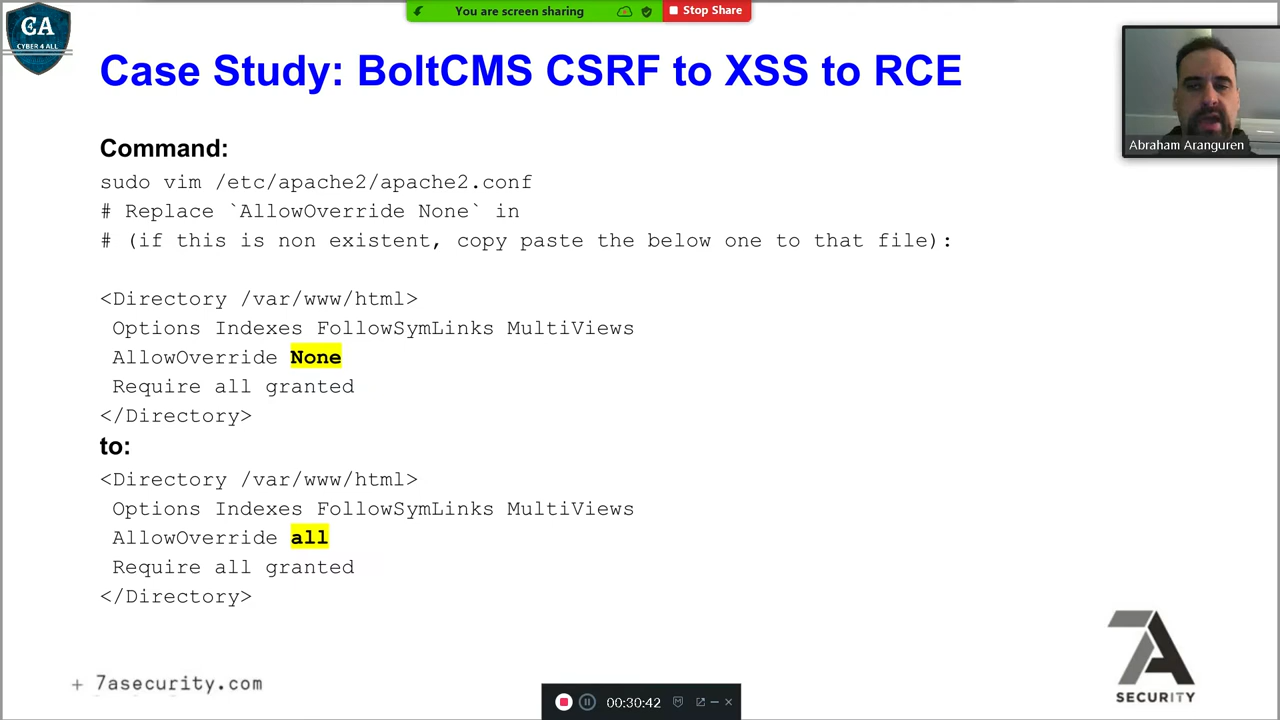 You are screen sharing
Stop Share
CA
CYBER 4 ALL
Case Study: BoltCMS CSRF to XSS to RCE
Abraham Aranguren
Command:
sudo vim /etc/apache2/apache2.conf
# Replace `AllowOverride None` in
# (if this is non existent, copy paste the below one to that file):
<Directory /var/www/html>
Options Indexes FollowSymLinks MultiViews
AllowOverride None
Require all granted
</Directory>
to:
<Directory /var/www/html>
Options Indexes FollowSymLinks MultiViews
AllowOverride all
Require all granted
</Directory>
+ 7asecurity.com
7A
SECURITY
00:30:42